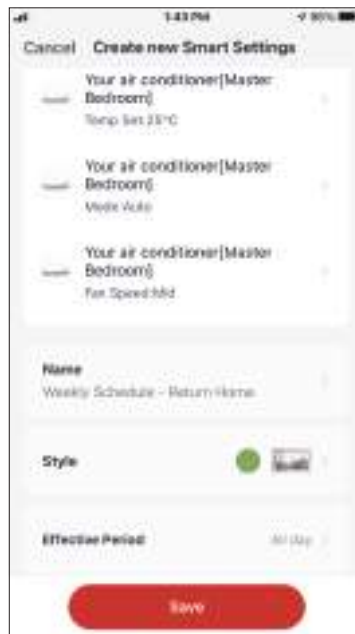 1:43 PM 90%
Cancel Create new Smart Settings
Your air conditioner[Master
Bedroom]
Temp Set:25°C
Your air conditioner[Master
Bedroom]
Mode:Auto
Your air conditioner[Master
Bedroom]
Fan Speed:Mid
Name
Weekly Schedule - Return Home
Style
Effective Period All day
Save